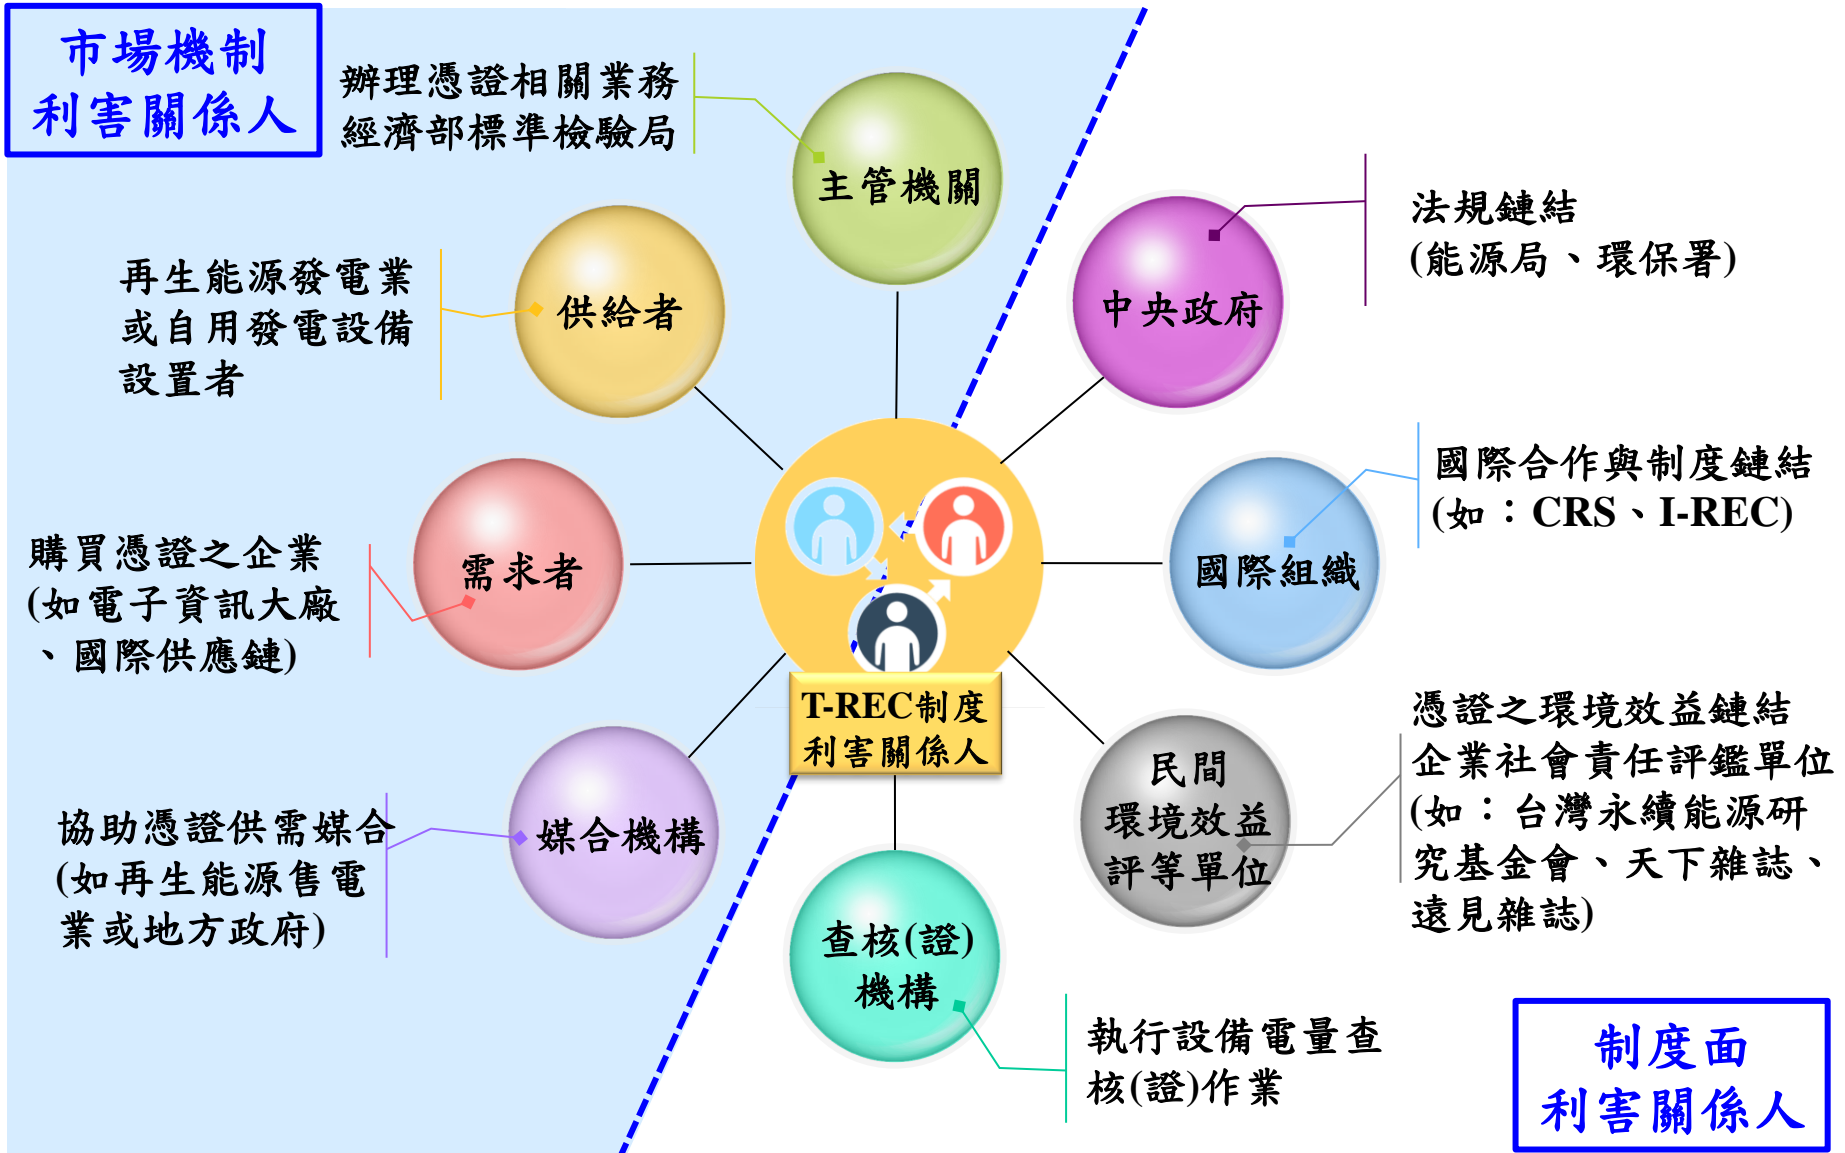 市場機制
利害關係人
辦理憑證相關業務
經濟部標準檢驗局
主管機關
再生能源發電業
或自用發電設備
設置者
供給者
購買憑證之企業
(如電子資訊大廠
、國際供應鏈)
需求者
協助憑證供需媒合
(如再生能源售電
業或地方政府)
媒合機構
T-REC制度
利害關係人
法規鏈結
(能源局、環保署)
中央政府
國際合作與制度鏈結
(如：CRS、I-REC)
國際組織
憑證之環境效益鏈結
企業社會責任評鑑單位
(如：台灣永續能源研
究基金會、天下雜誌、
遠見雜誌)
民間
環境效益
評等單位
查核(證)
機構
執行設備電量查
核(證)作業
制度面
利害關係人